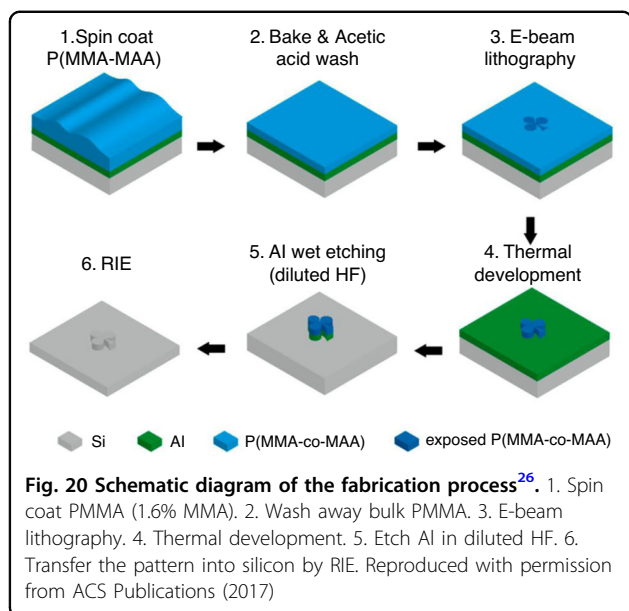 1.Spin coat
P(MMA-MAA)
2. Bake & Acetic
acid wash
3. E-beam
lithography
6. RIE
5. Al wet etching
(diluted HF)
4. Thermal
development
Si
Al
P(MMA-co-MAA)
exposed P(MMA-co-MAA)
Fig. 20 Schematic diagram of the fabrication process26. 1. Spin
coat PMMA (1.6% MMA). 2. Wash away bulk PMMA. 3. E-beam
lithography. 4. Thermal development. 5. Etch Al in diluted HF. 6.
Transfer the pattern into silicon by RIE. Reproduced with permission
from ACS Publications (2017)